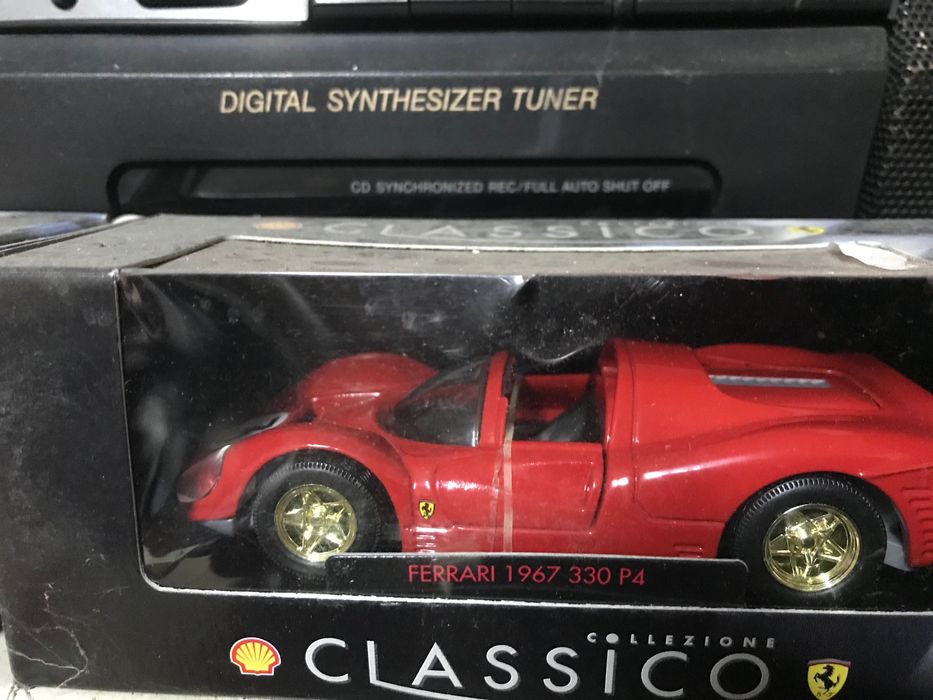 DIGITAL SYNTHESIZER TUNER
CD SYNCHRONIZED REC/FULL AUTO SHUT OFF
CLASSICO
FERRARI 1967 330 P4
COLLEZIONE
CLASSICO